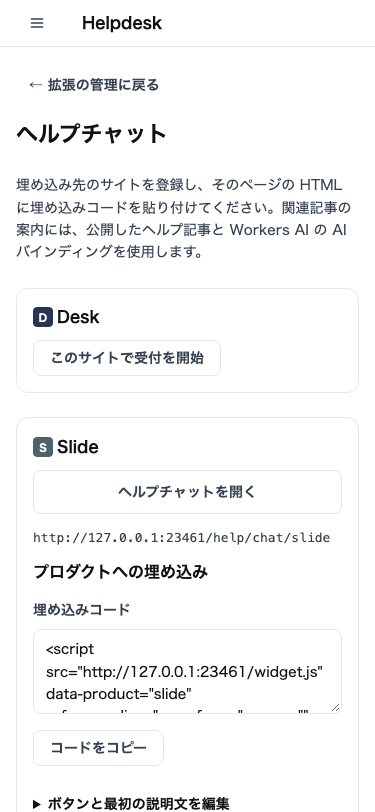 Helpdesk
← 拡張の管理に戻る
ヘルプチャット
埋め込み先のサイトを登録し、そのページの HTML
に埋め込みコードを貼り付けてください。関連記事の
案内には、公開したヘルプ記事と Workers AI の AI
バインディングを使用します。
D Desk
このサイトで受付を開始
S Slide
ヘルプチャットを開く
http://127.0.0.1:23461/help/chat/slide
プロダクトへの埋め込み
埋め込みコード
<script
src="http://127.0.0.1:23461/widget.js"
data-product="slide"
コードをコピー
▶ ボタンと最初の説明文を編集